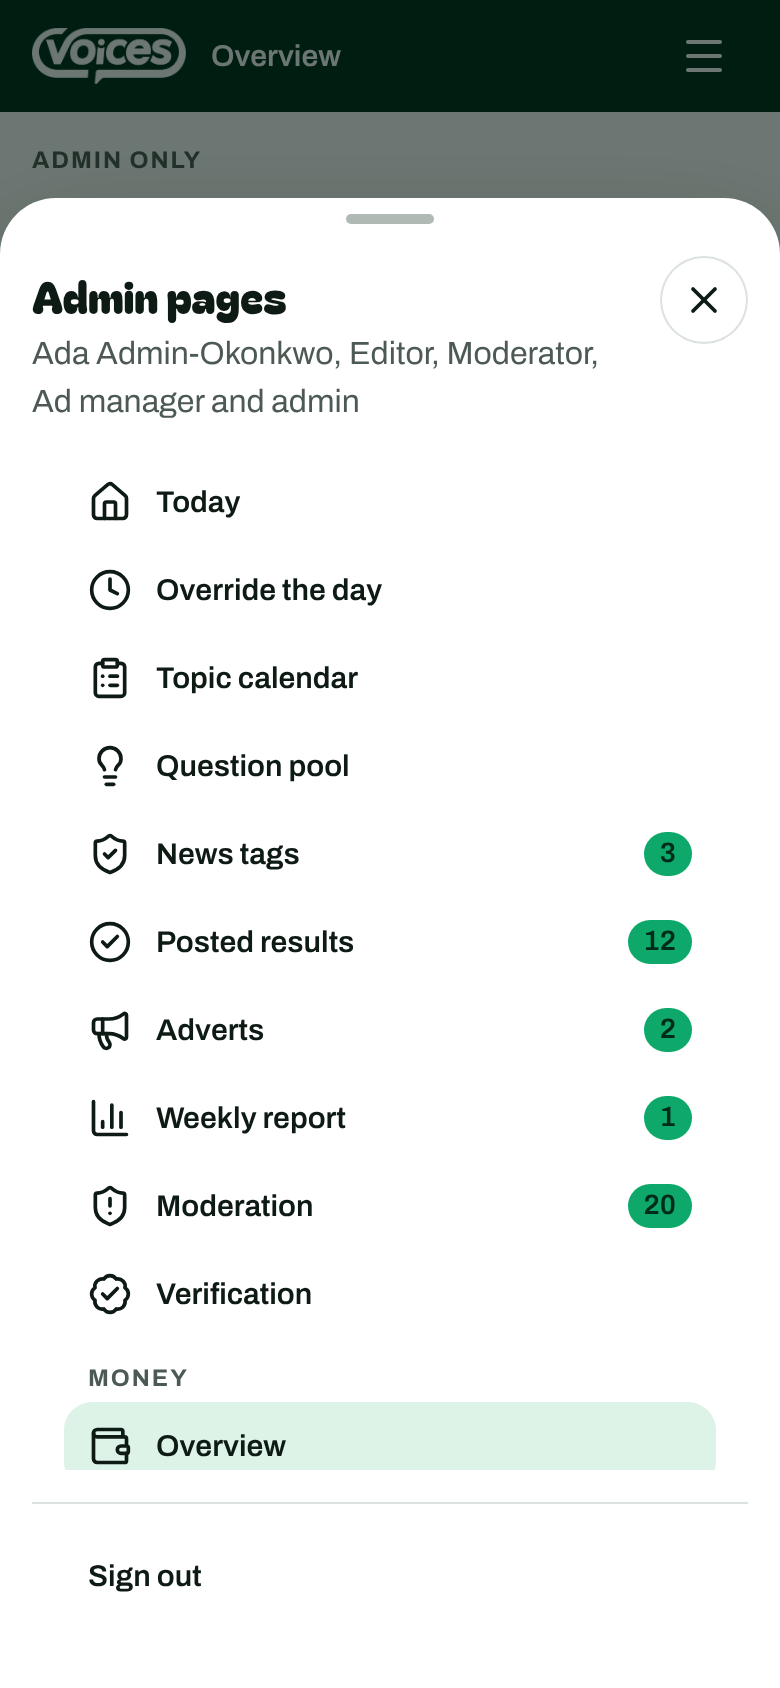 Voices
Overview
ADMIN ONLY
Admin pages
Ada Admin-Okonkwo, Editor, Moderator,
Ad manager and admin
Today
Override the day
Topic calendar
Question pool
News tags 3
Posted results 12
Adverts 2
Weekly report 1
Moderation 20
Verification
MONEY
Overview
Sign out